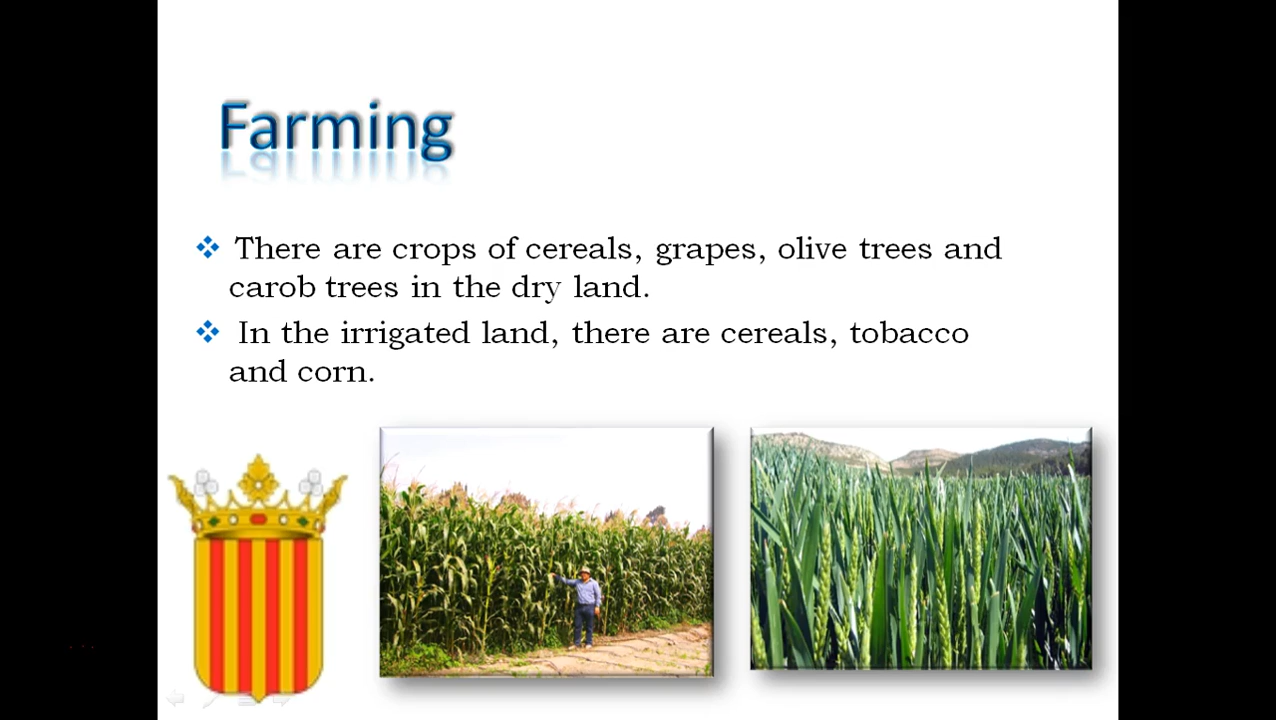 Farming
There are crops of cereals, grapes, olive trees and
carob trees in the dry land.
In the irrigated land, there are cereals, tobacco
and corn.